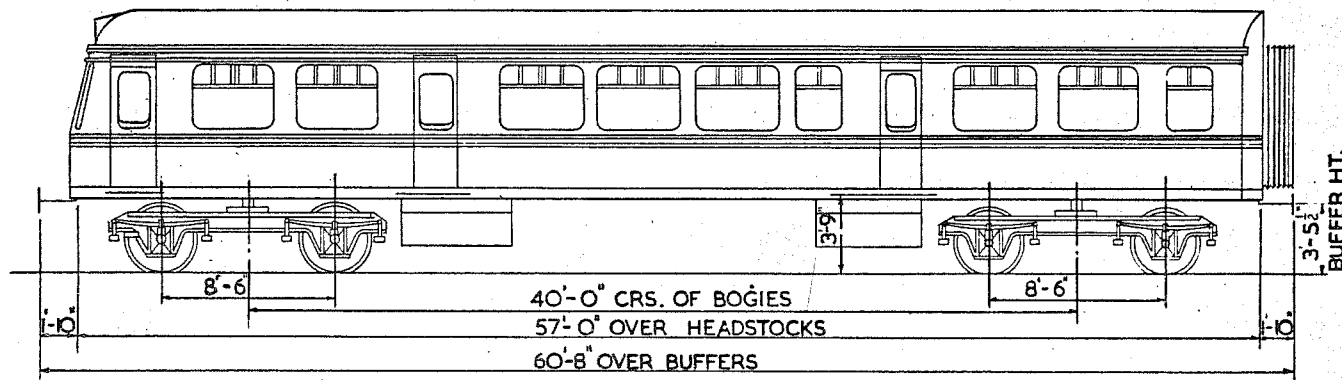 3'-9"
3'-5½"
BUFFER HT.
8'-6"
8'-6"
40'-0" CRS. OF BOGIES
1'-10"
57'-0" OVER HEADSTOCKS
1'-10"
60'-8" OVER BUFFERS